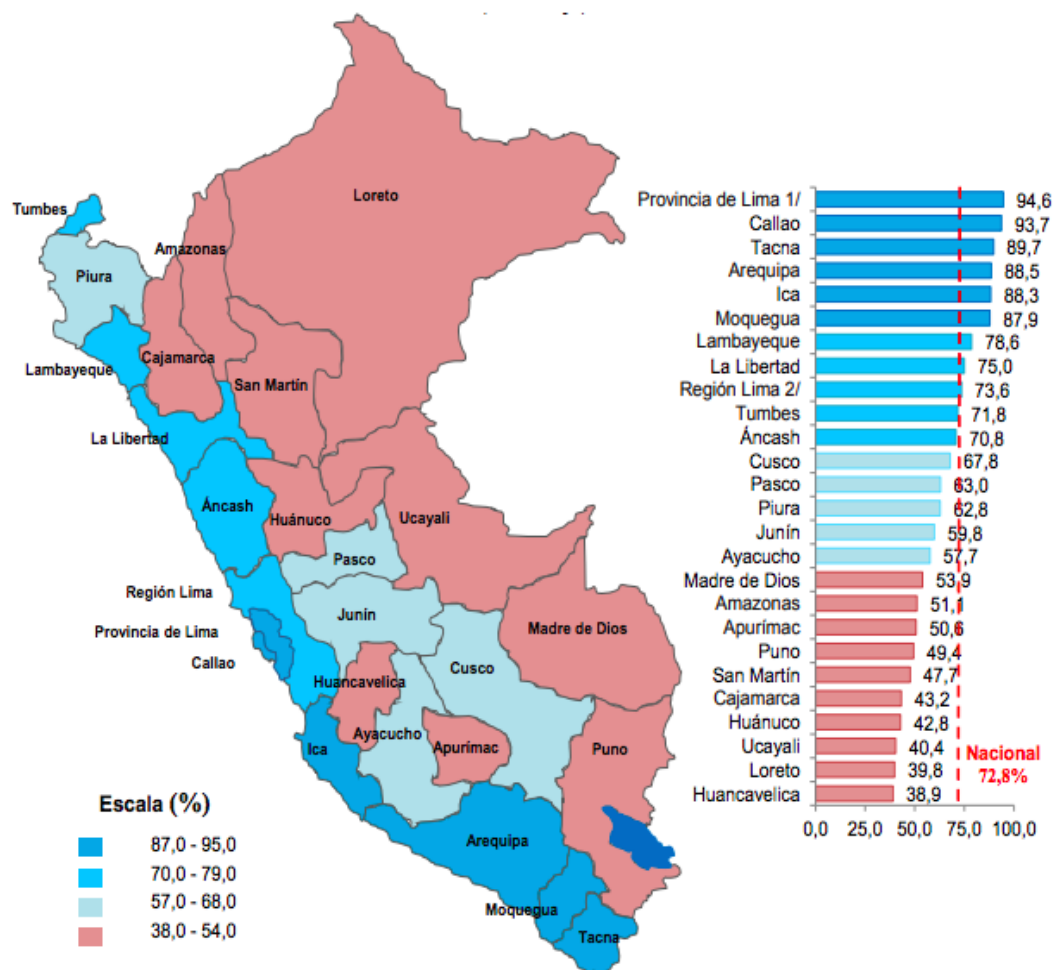 Loreto
Tumbes
Amazonas
Piura
Cajamarca
Lambayeque
San Martín
La Libertad
Áncash
Huánuco
Ucayali
Pasco
Región Lima
Junín
Madre de Dios
Provincia de Lima
Callao
Cusco
Huancavelica
Ayacucho
Apurímac
Puno
Ica
Arequipa
Moquegua
Tacna
Escala (%)
87,0 - 95,0
70,0 - 79,0
57,0 - 68,0
38,0 - 54,0
Provincia de Lima 1/ 94,6
Callao 93,7
Tacna 89,7
Arequipa 88,5
Ica 88,3
Moquegua 87,9
Lambayeque 78,6
La Libertad 75,0
Región Lima 2/ 73,6
Tumbes 71,8
Áncash 70,8
Cusco 67,8
Pasco 63,0
Piura 62,8
Junín 59,8
Ayacucho 57,7
Madre de Dios 53,9
Amazonas 51,1
Apurímac 50,6
Puno 49,4
San Martín 47,7
Cajamarca 43,2
Huánuco 42,8
Ucayali 40,4
Loreto 39,8
Huancavelica 38,9
Nacional
72,8%
0,0 25,0 50,0 75,0 100,0